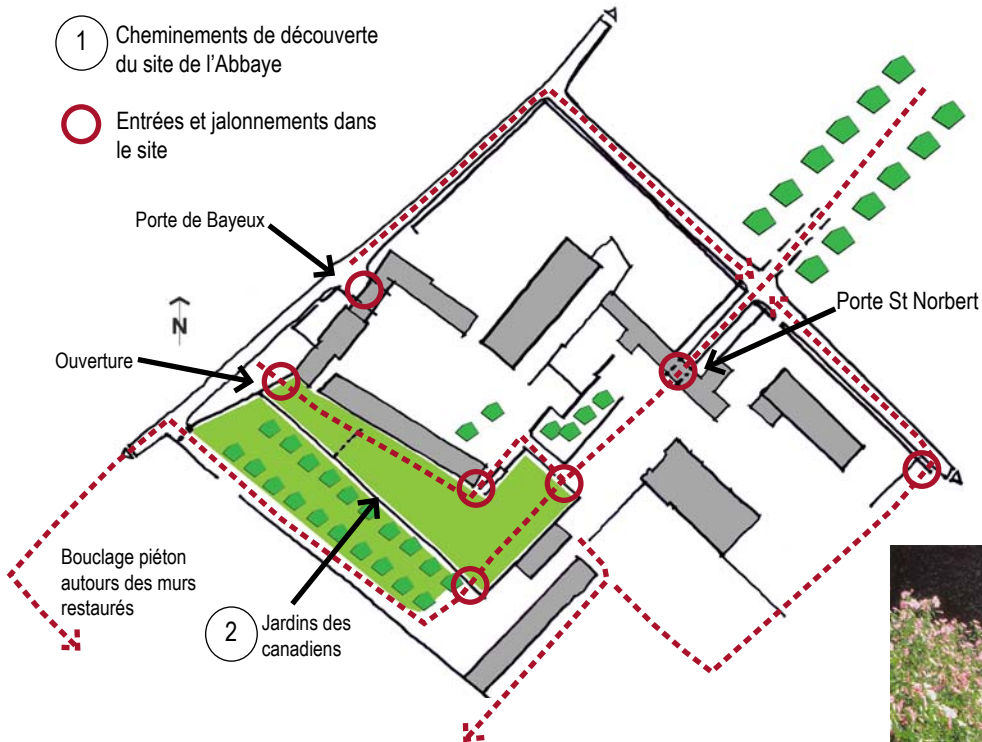 1
Cheminements de découverte
du site de l'Abbaye
Entrées et jalonnements dans
le site
Porte de Bayeux
N
Porte St Norbert
Ouverture
Bouclage piéton
autours des murs
restaurés
2
Jardins des
canadiens